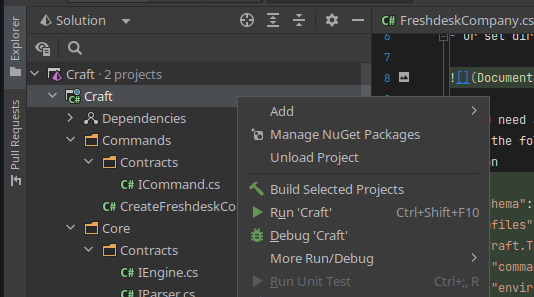 Explorer
Pull Requests
Solution
Craft · 2 projects
Craft
Dependencies
Commands
Contracts
C# ICommand.cs
C# CreateFreshdeskCo
Core
Contracts
C# IEngine.cs
C# IParser.cs
Add
Manage NuGet Packages
Unload Project
Build Selected Projects
Run 'Craft' Ctrl+Shift+F10
Debug 'Craft'
More Run/Debug
Run Unit Test Ctrl+;, R
C# FreshdeskCompany.cs
6 - Or set dir
7
8 ![](Documenta
need a
the fol
on
hema":
ofiles"
raft.T
"comma
"envir